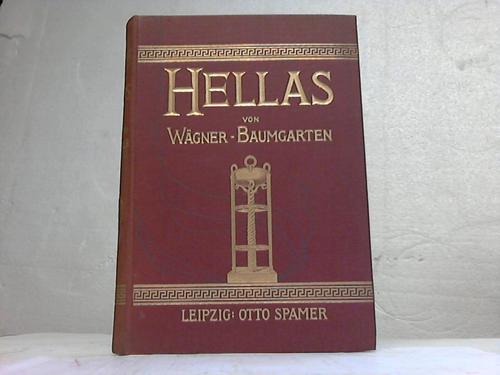 HELLAS
VON
WÄGNER-BAUMGARTEN
LEIPZIG: OTTO SPAMER